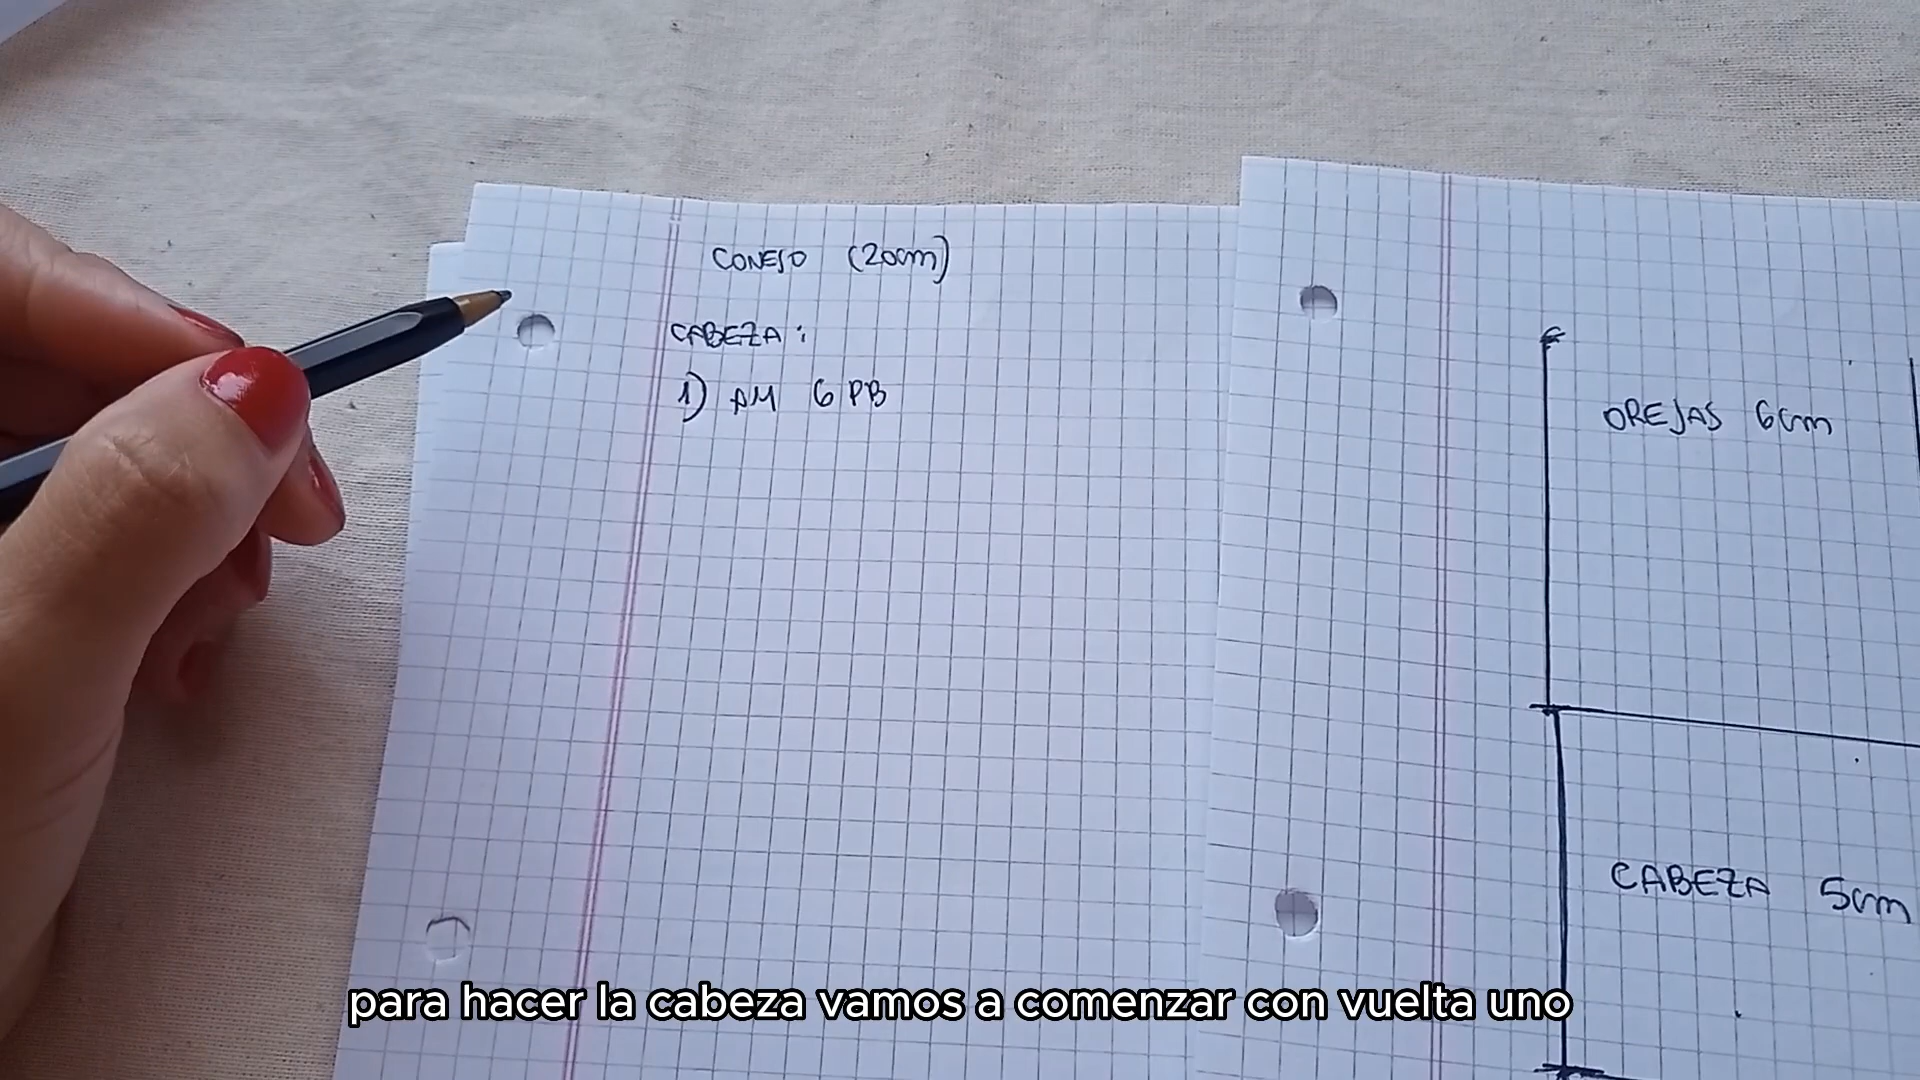 CONEJO (20cm)
CABEZA:
1) AM 6 PB
OREJAS 6cm
CABEZA 5cm
para hacer la cabeza vamos a comenzar con vuelta uno